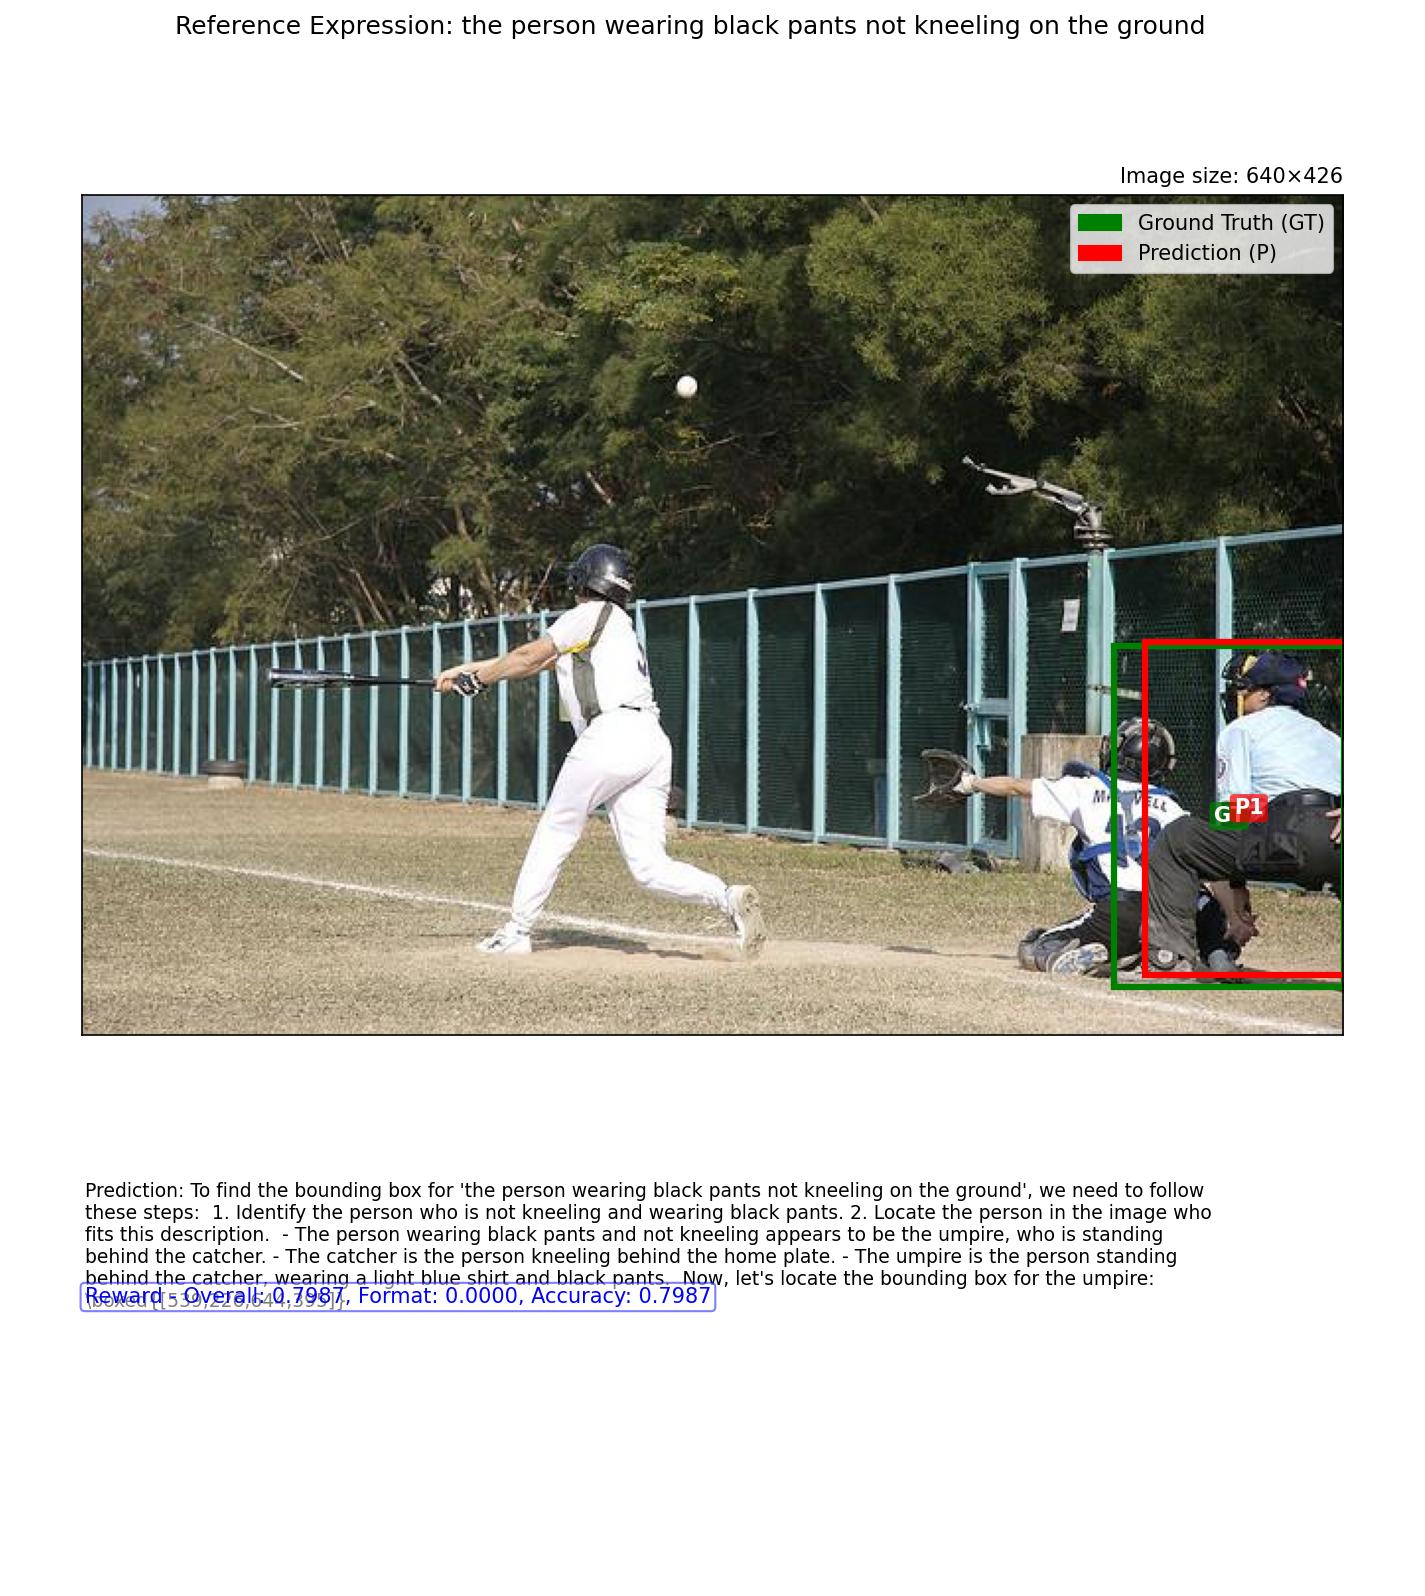 Reference Expression: the person wearing black pants not kneeling on the ground
Image size: 640×426
Ground Truth (GT)
Prediction (P)
G
P1
Prediction: To find the bounding box for 'the person wearing black pants not kneeling on the ground', we need to follow
these steps:  1. Identify the person who is not kneeling and wearing black pants. 2. Locate the person in the image who
fits this description.  - The person wearing black pants and not kneeling appears to be the umpire, who is standing
behind the catcher. - The catcher is the person kneeling behind the home plate. - The umpire is the person standing
behind the catcher, wearing a light blue shirt and black pants.  Now, let's locate the bounding box for the umpire:
Reward - Overall: 0.7987, Format: 0.0000, Accuracy: 0.7987